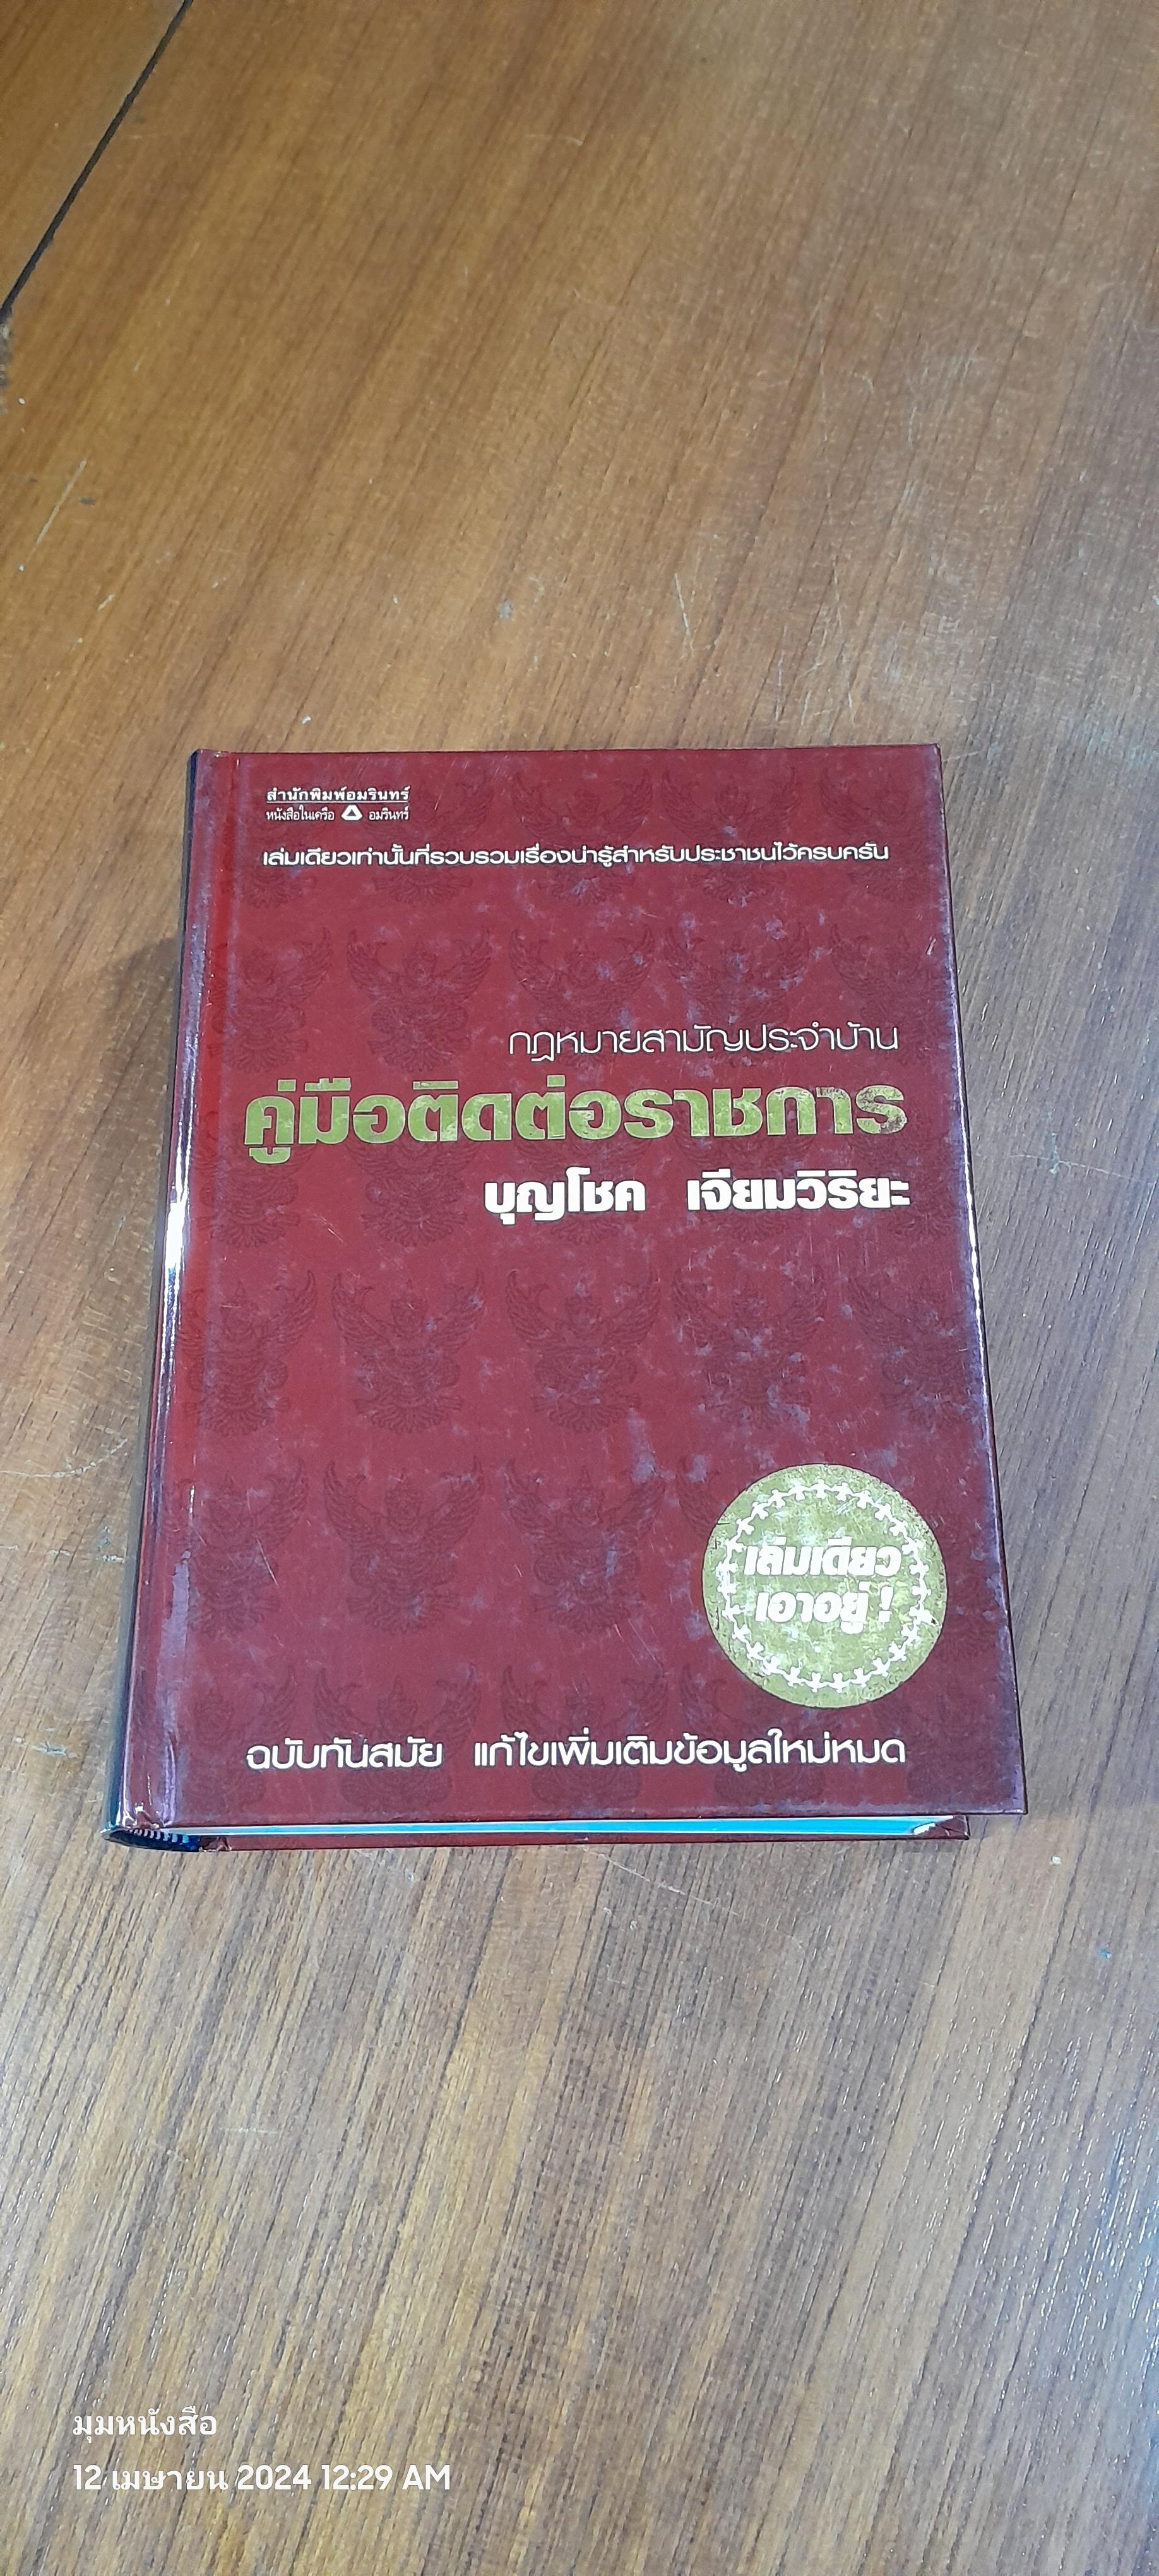 สำนักพิมพ์อมรินทร์
หนังสือในเครือ อมรินทร์
เล่มเดียวเท่านั้นที่รวบรวมเรื่องน่ารู้สำหรับประชาชนไว้ครบครัน
กฎหมายสามัญประจำบ้าน
คู่มือติดต่อราชการ
บุญโชค เจียมวิริยะ
เล่มเดียว
เอาอยู่ !
ฉบับทันสมัย แก้ไขเพิ่มเติมข้อมูลใหม่หมด
มุมหนังสือ
12 เมษายน 2024 12:29 AM